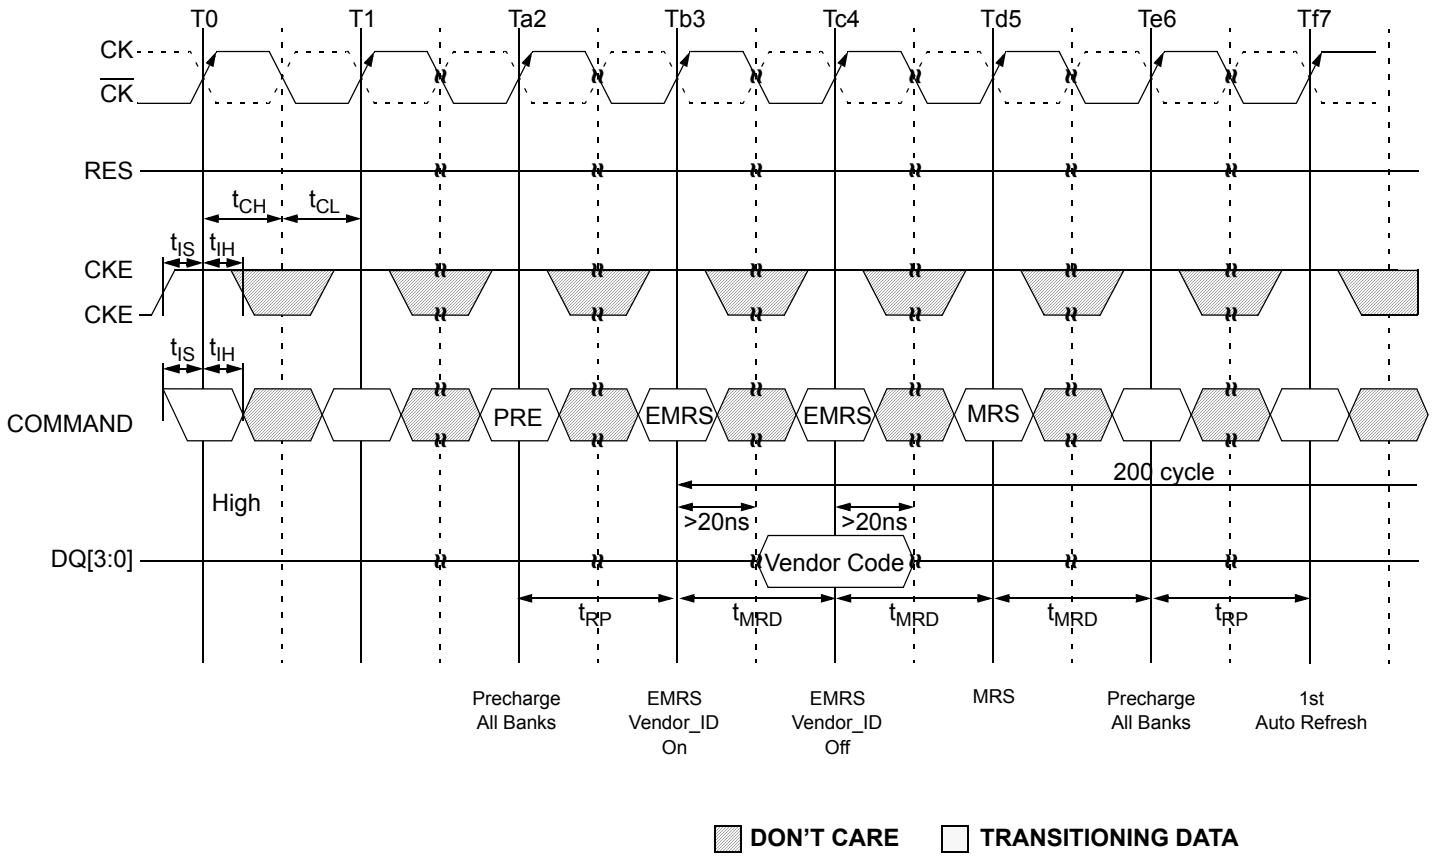 T0 T1 Ta2 Tb3 Tc4 Td5 Te6 Tf7
CK
CK
RES
tCH tCL
tIS tIH
CKE
CKE
tIS tIH
COMMAND PRE EMRS EMRS MRS
200 cycle
High
>20ns >20ns
DQ[3:0] Vendor Code
tRP tMRD tMRD tMRD tRP
Precharge EMRS EMRS MRS Precharge 1st
All Banks Vendor_ID Vendor_ID All Banks Auto Refresh
On Off
DON'T CARE TRANSITIONING DATA